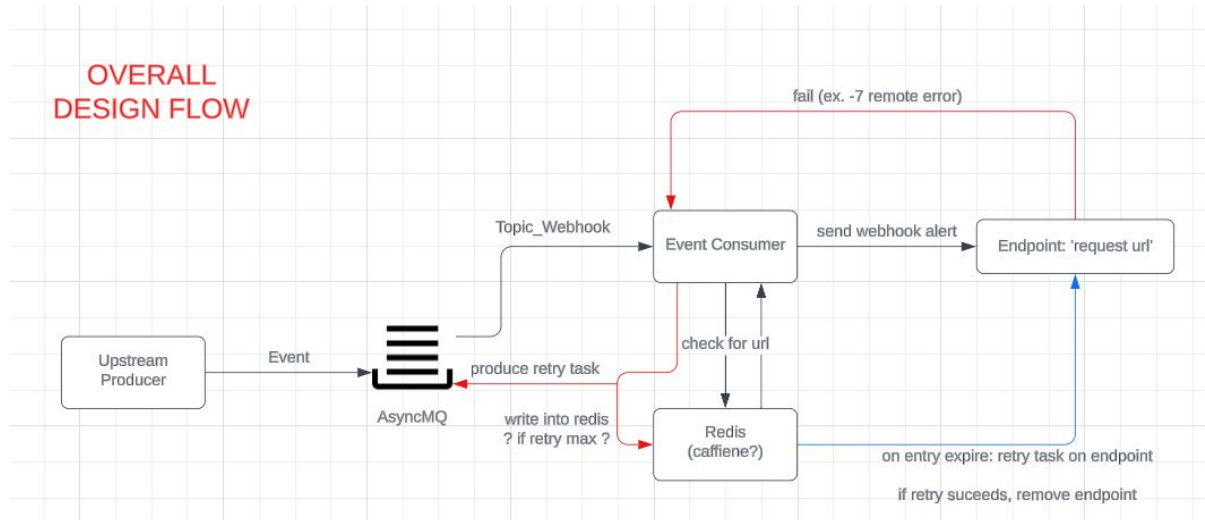 OVERALL
DESIGN FLOW
fail (ex. -7 remote error)
Topic_Webhook
Event Consumer
send webhook alert
Endpoint: 'request url'
check for url
Upstream
Producer
Event
produce retry task
AsyncMQ
write into redis
? if retry max ?
Redis
(caffiene?)
on entry expire: retry task on endpoint
if retry suceeds, remove endpoint